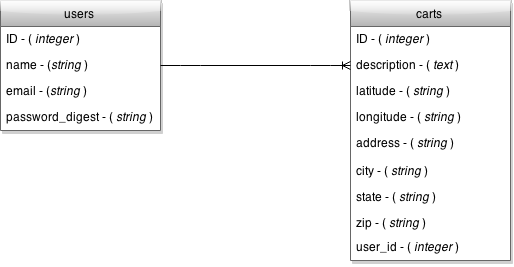 users
ID - ( integer )
name - (string )
email - (string )
password_digest - ( string )
carts
ID - ( integer )
description - ( text )
latitude - ( string )
longitude - ( string )
address - ( string )
city - ( string )
state - ( string )
zip - ( string )
user_id - ( integer )